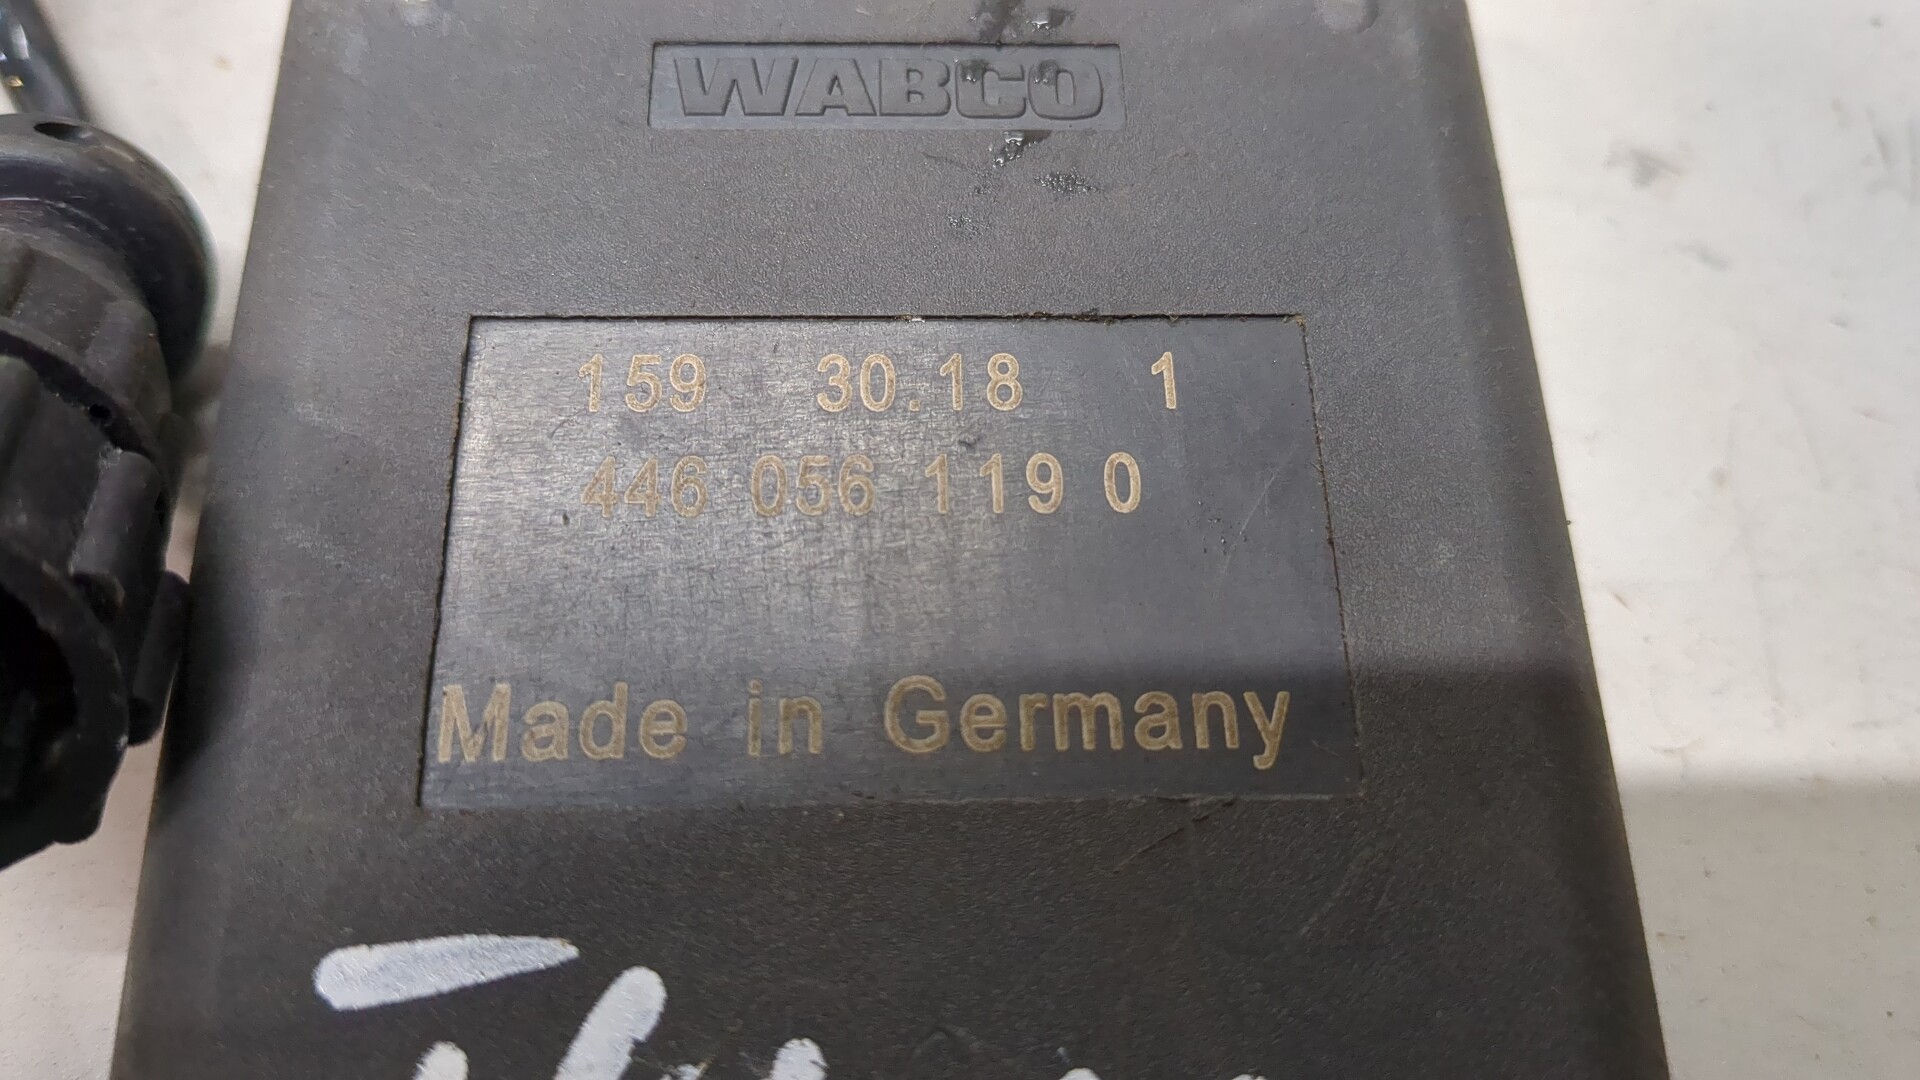 WABCO
159 30.18 1
446 056 119 0
Made in Germany